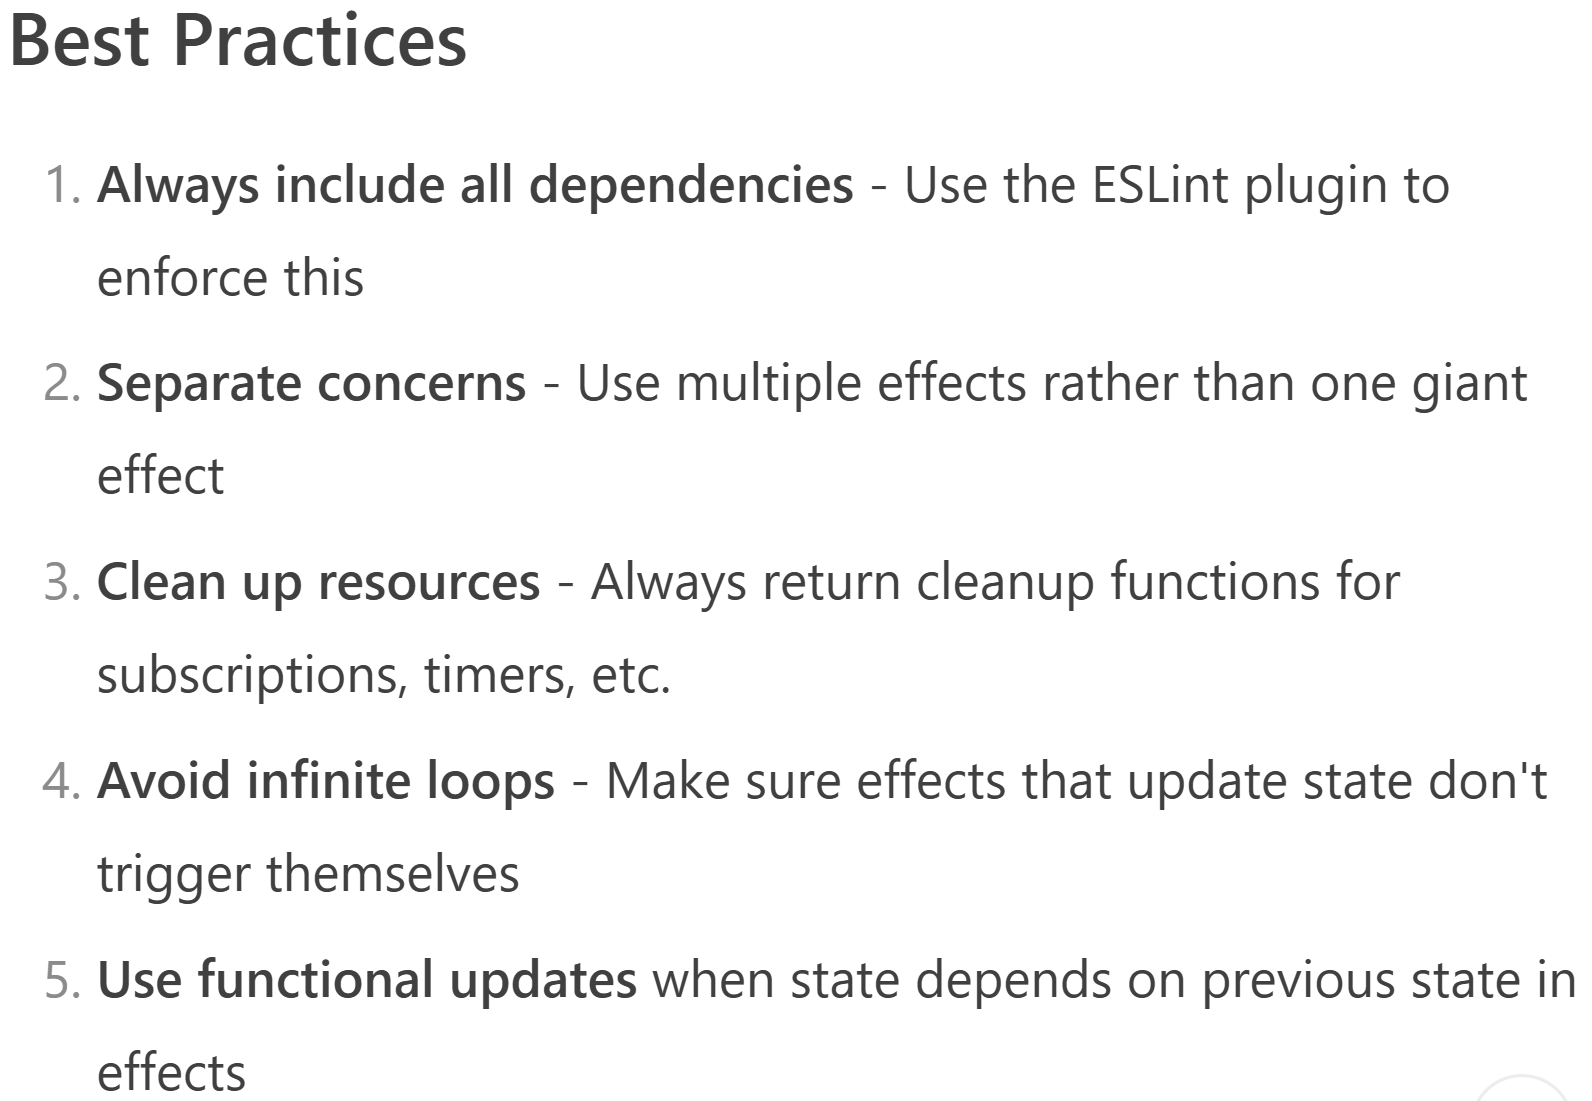 Best Practices
1. Always include all dependencies - Use the ESLint plugin to
enforce this
2. Separate concerns - Use multiple effects rather than one giant
effect
3. Clean up resources - Always return cleanup functions for
subscriptions, timers, etc.
4. Avoid infinite loops - Make sure effects that update state don't
trigger themselves
5. Use functional updates when state depends on previous state in
effects